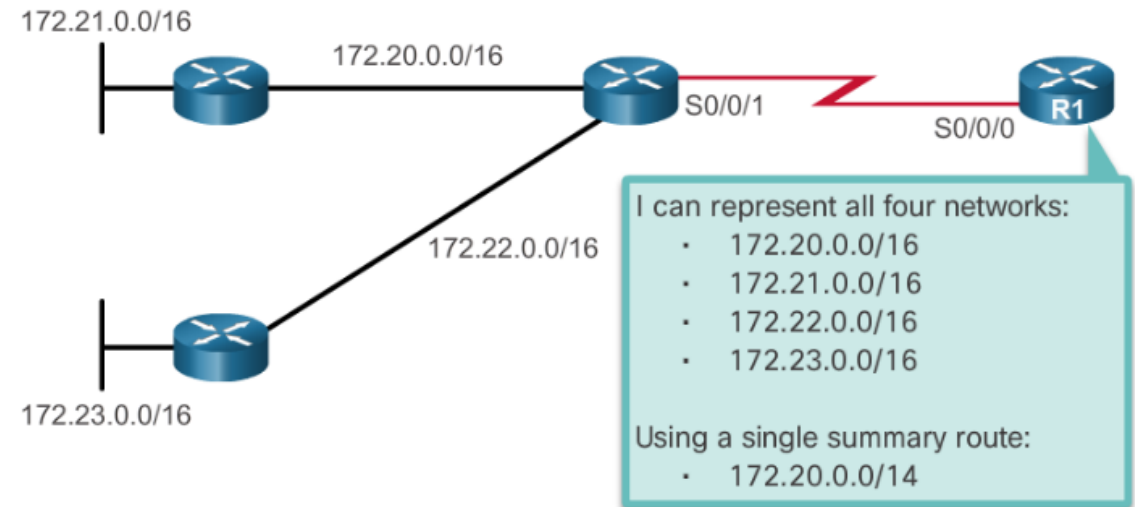 172.21.0.0/16
172.20.0.0/16
S0/0/1
S0/0/0
R1
172.22.0.0/16
172.23.0.0/16
I can represent all four networks:
· 172.20.0.0/16
· 172.21.0.0/16
· 172.22.0.0/16
· 172.23.0.0/16
Using a single summary route:
· 172.20.0.0/14